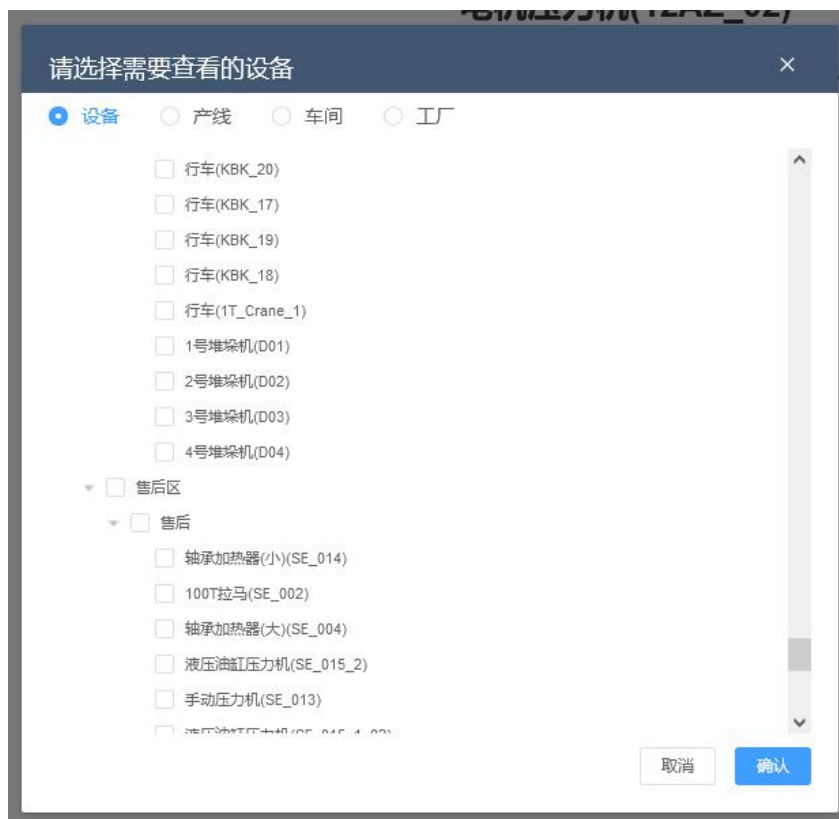 请选择需要查看的设备
设备 产线 车间 工厂
行车(KBK_20)
行车(KBK_17)
行车(KBK_19)
行车(KBK_18)
行车(1T_Crane_1)
1号堆垛机(D01)
2号堆垛机(D02)
3号堆垛机(D03)
4号堆垛机(D04)
售后区
售后
轴承加热器(小)(SE_014)
100T拉马(SE_002)
轴承加热器(大)(SE_004)
液压油缸压力机(SE_015_2)
手动压力机(SE_013)
取消 确认